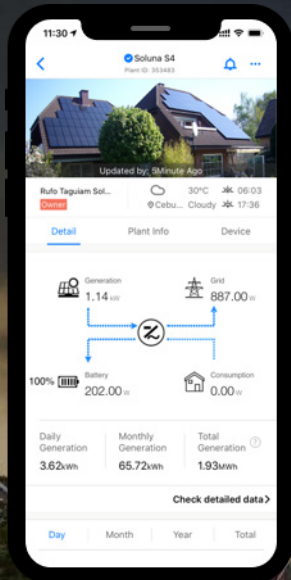 11:30
Soluna S4
Plant ID: 353483
Updated by: 5Minute Ago
Rufo Taguiam Sol... 30°C 06:03
Owner Cebu... Cloudy 17:36
Detail Plant Info Device
Generation Grid
1.14 kW 887.00 w
Battery Consumption
100% 202.00 w 0.00 w
Daily Generation
Monthly Generation
Total Generation ?
3.62kWh 65.72kWh 1.93MWh
Check detailed data >
Day Month Year Total